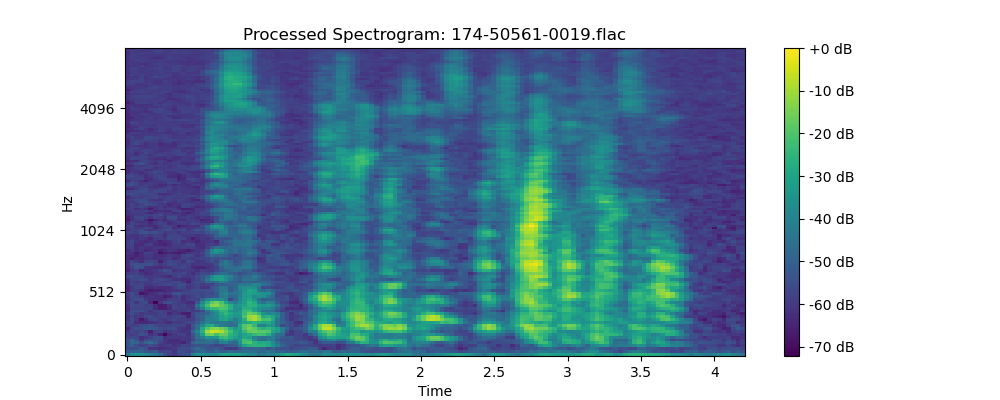 Processed Spectrogram: 174-50561-0019.flac
+0 dB
-10 dB
-20 dB
-30 dB
-40 dB
-50 dB
-60 dB
-70 dB
4096
2048
1024
512
0
Hz
0 0.5 1 1.5 2 2.5 3 3.5 4
Time